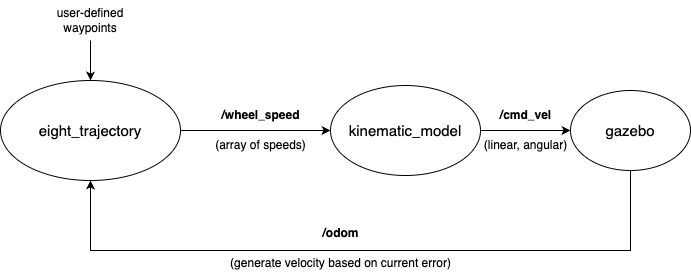 user-defined
waypoints
eight_trajectory
/wheel_speed
(array of speeds)
kinematic_model
/cmd_vel
(linear, angular)
gazebo
/odom
(generate velocity based on current error)